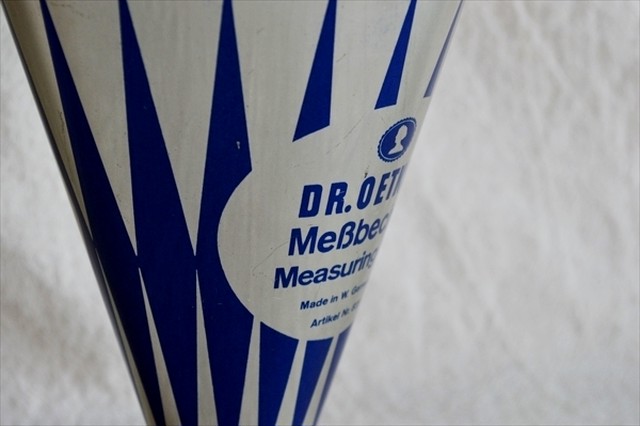 DR. OET
Meßbec
Measuring
Made in W. Ger
Artikel Nr.